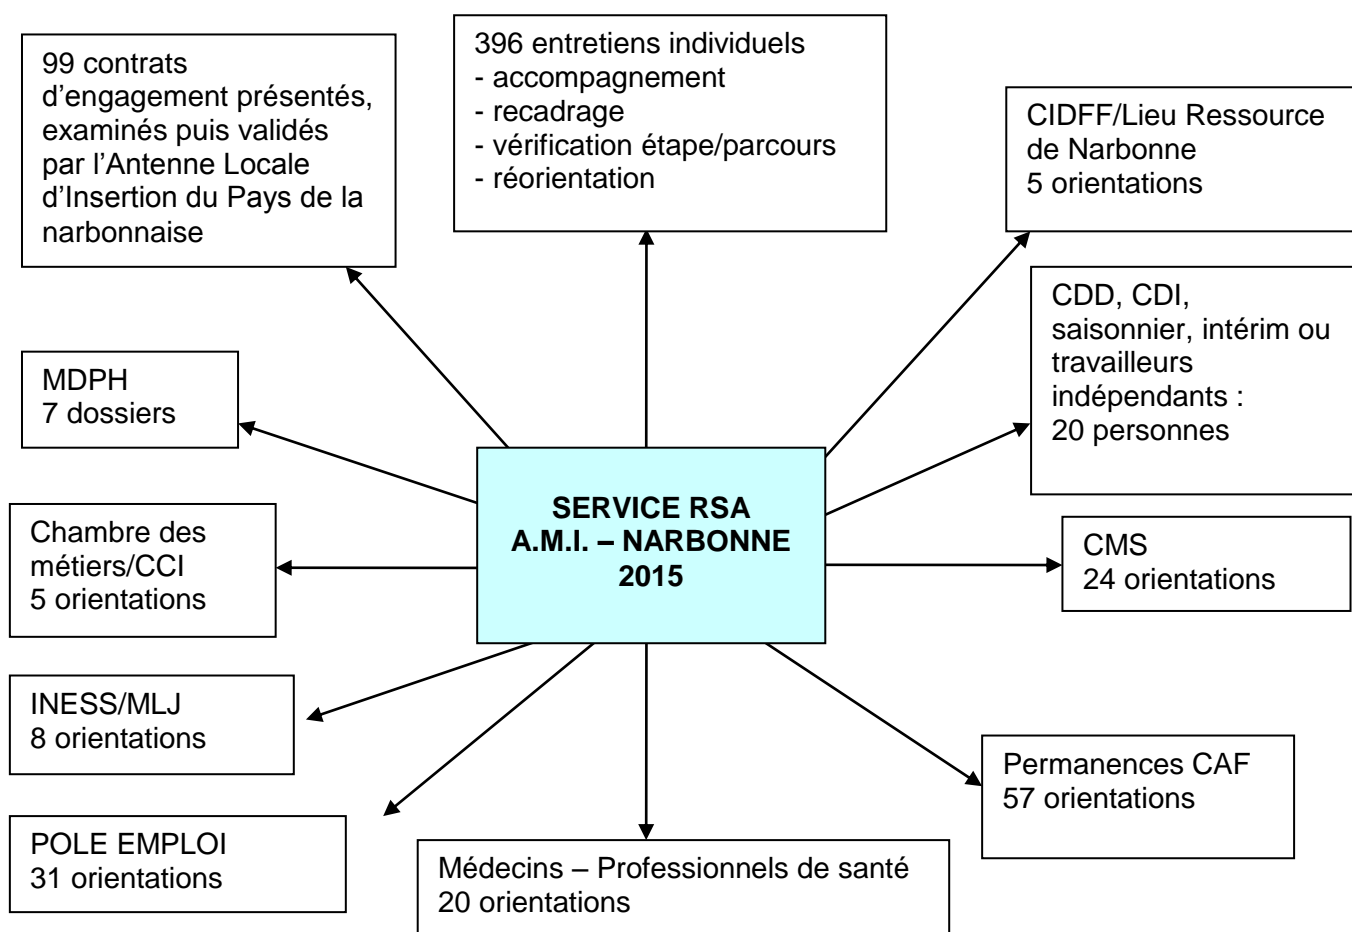 99 contrats
d’engagement présentés,
examinés puis validés
par l’Antenne Locale
d’Insertion du Pays de la
narbonnaise
396 entretiens individuels
- accompagnement
- recadrage
- vérification étape/parcours
- réorientation
CIDFF/Lieu Ressource
de Narbonne
5 orientations
CDD, CDI,
saisonnier, intérim ou
travailleurs
indépendants :
20 personnes
MDPH
7 dossiers
SERVICE RSA
A.M.I. – NARBONNE
2015
Chambre des
métiers/CCI
5 orientations
CMS
24 orientations
INESS/MLJ
8 orientations
Permanences CAF
57 orientations
POLE EMPLOI
31 orientations
Médecins – Professionnels de santé
20 orientations